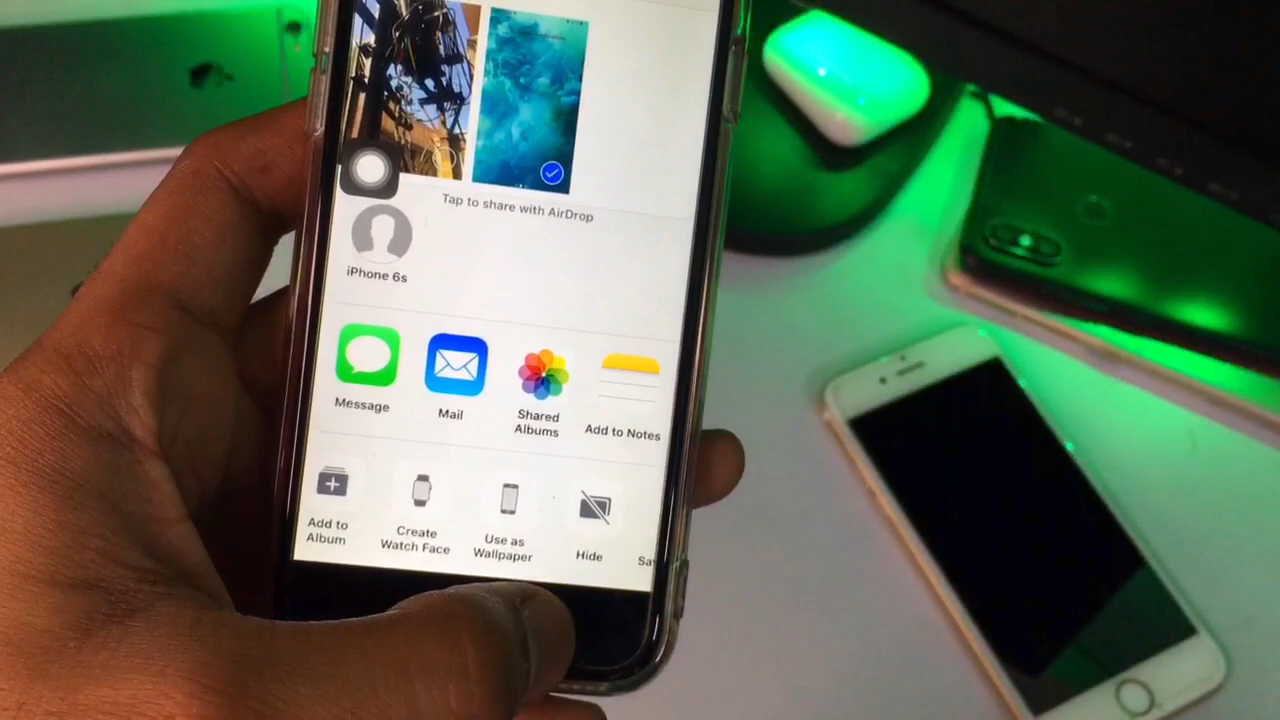 Tap to share with AirDrop
iPhone 6s
Message
Mail
Shared
Albums
Add to Notes
Add to
Album
Create
Watch Face
Use as
Wallpaper
Hide